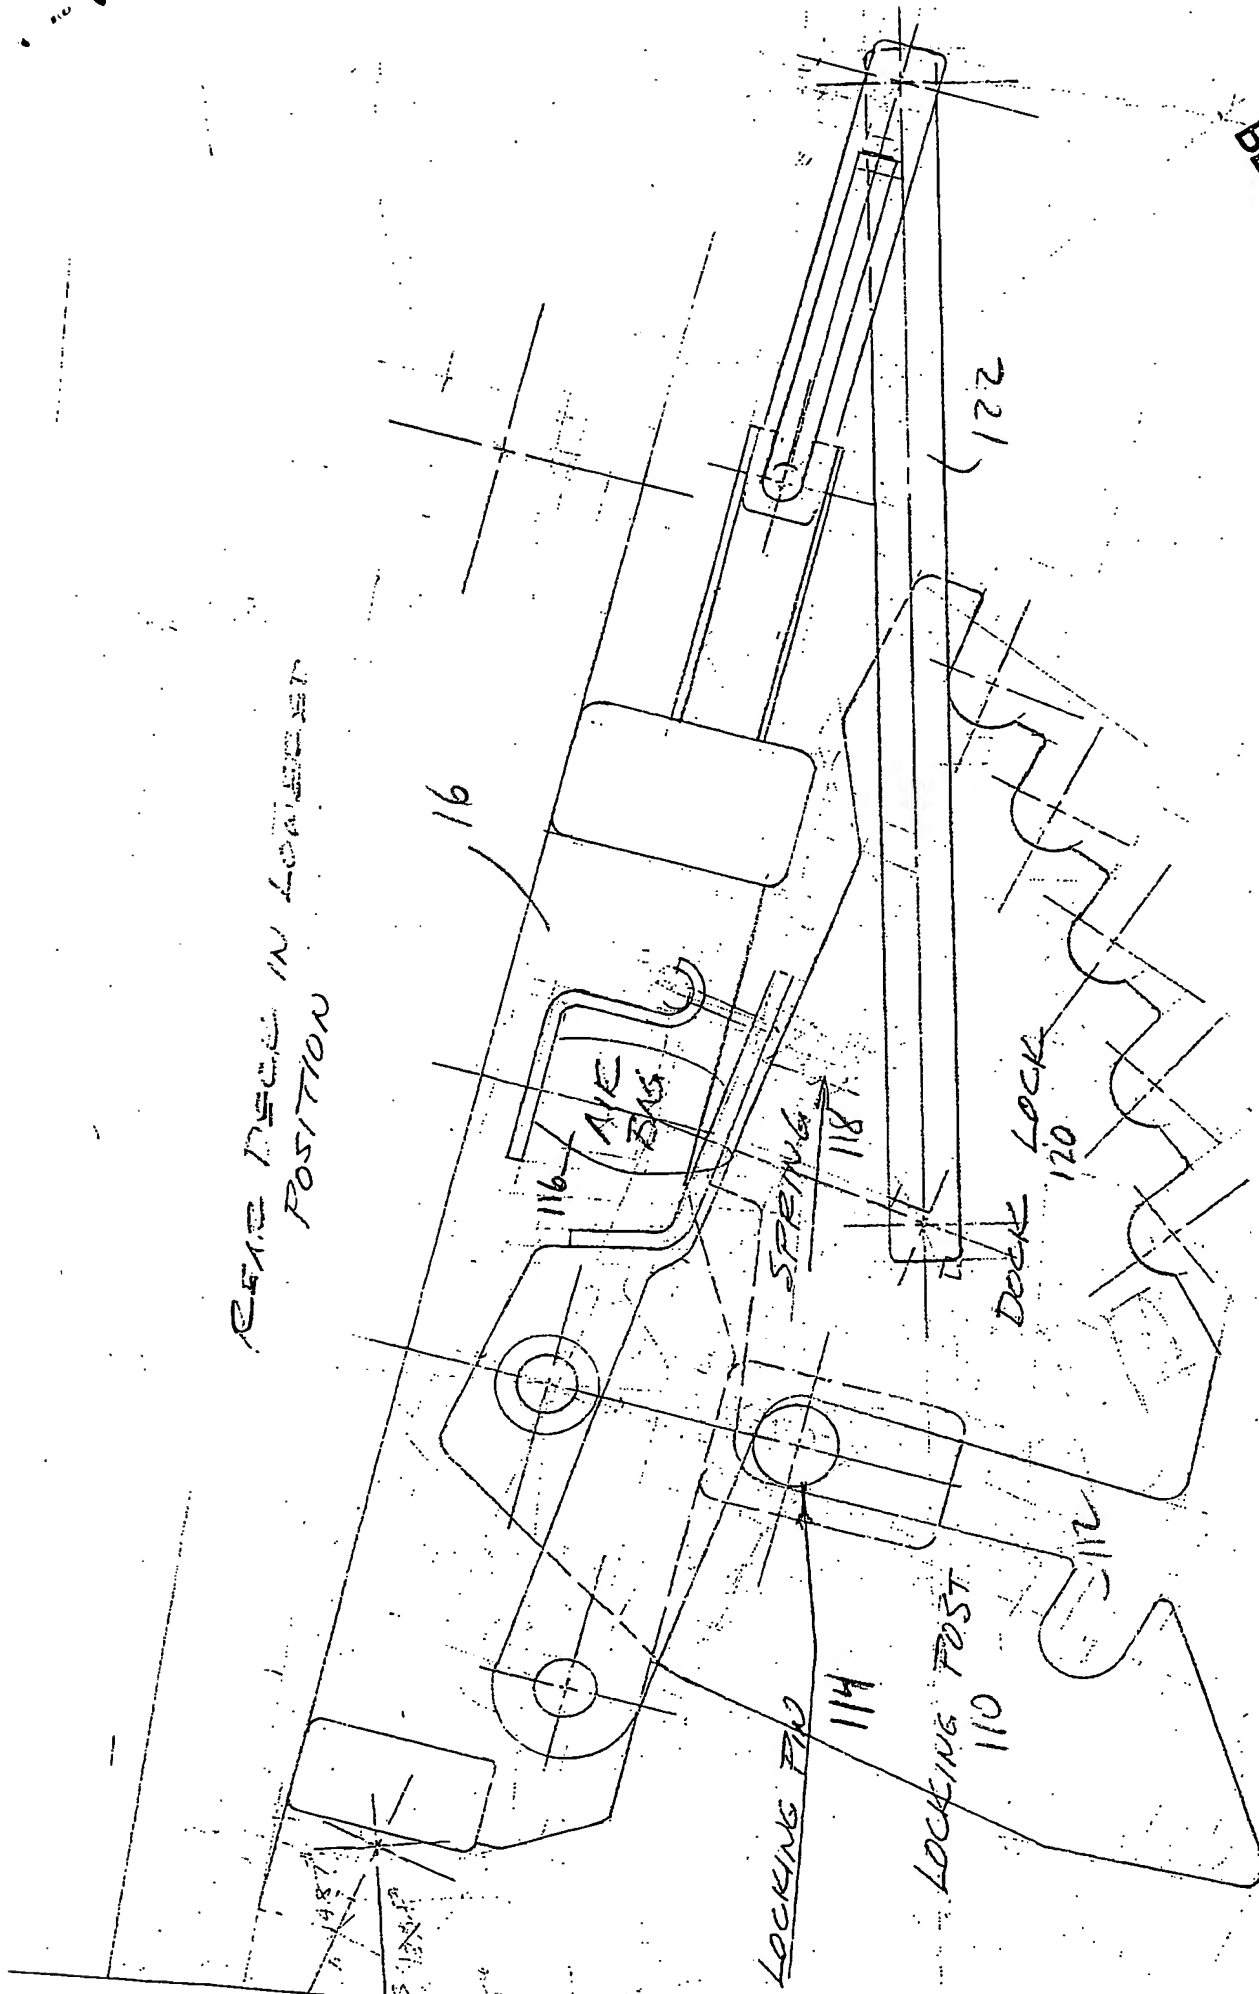 REAR DECK IN LOWEST
POSITION
16
122
AIR
BAG
116
SPRING
118
DOCK LOCK
120
112
LOCKING PIN
114
LOCKING POST
110